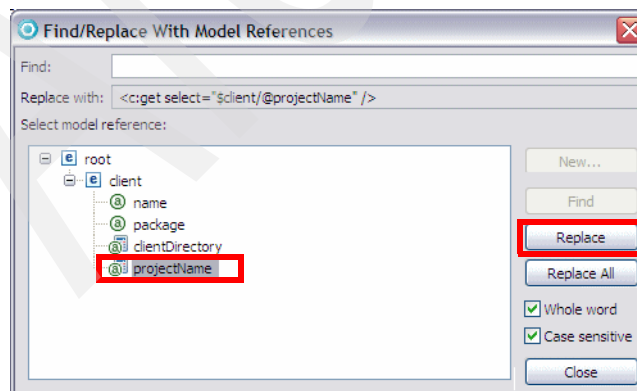 Find/Replace With Model References
Find:
Replace with: <c:get select="$client/@projectName" />
Select model reference:
e root
e client
a name
a package
a clientDirectory
a projectName
New...
Find
Replace
Replace All
Whole word
Case sensitive
Close